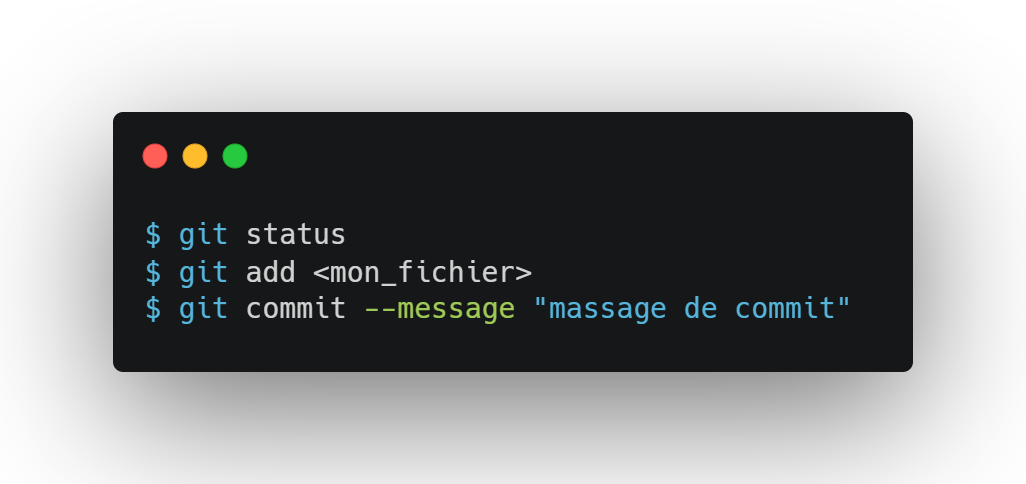 $ git status
$ git add <mon_fichier>
$ git commit --message "massage de commit"